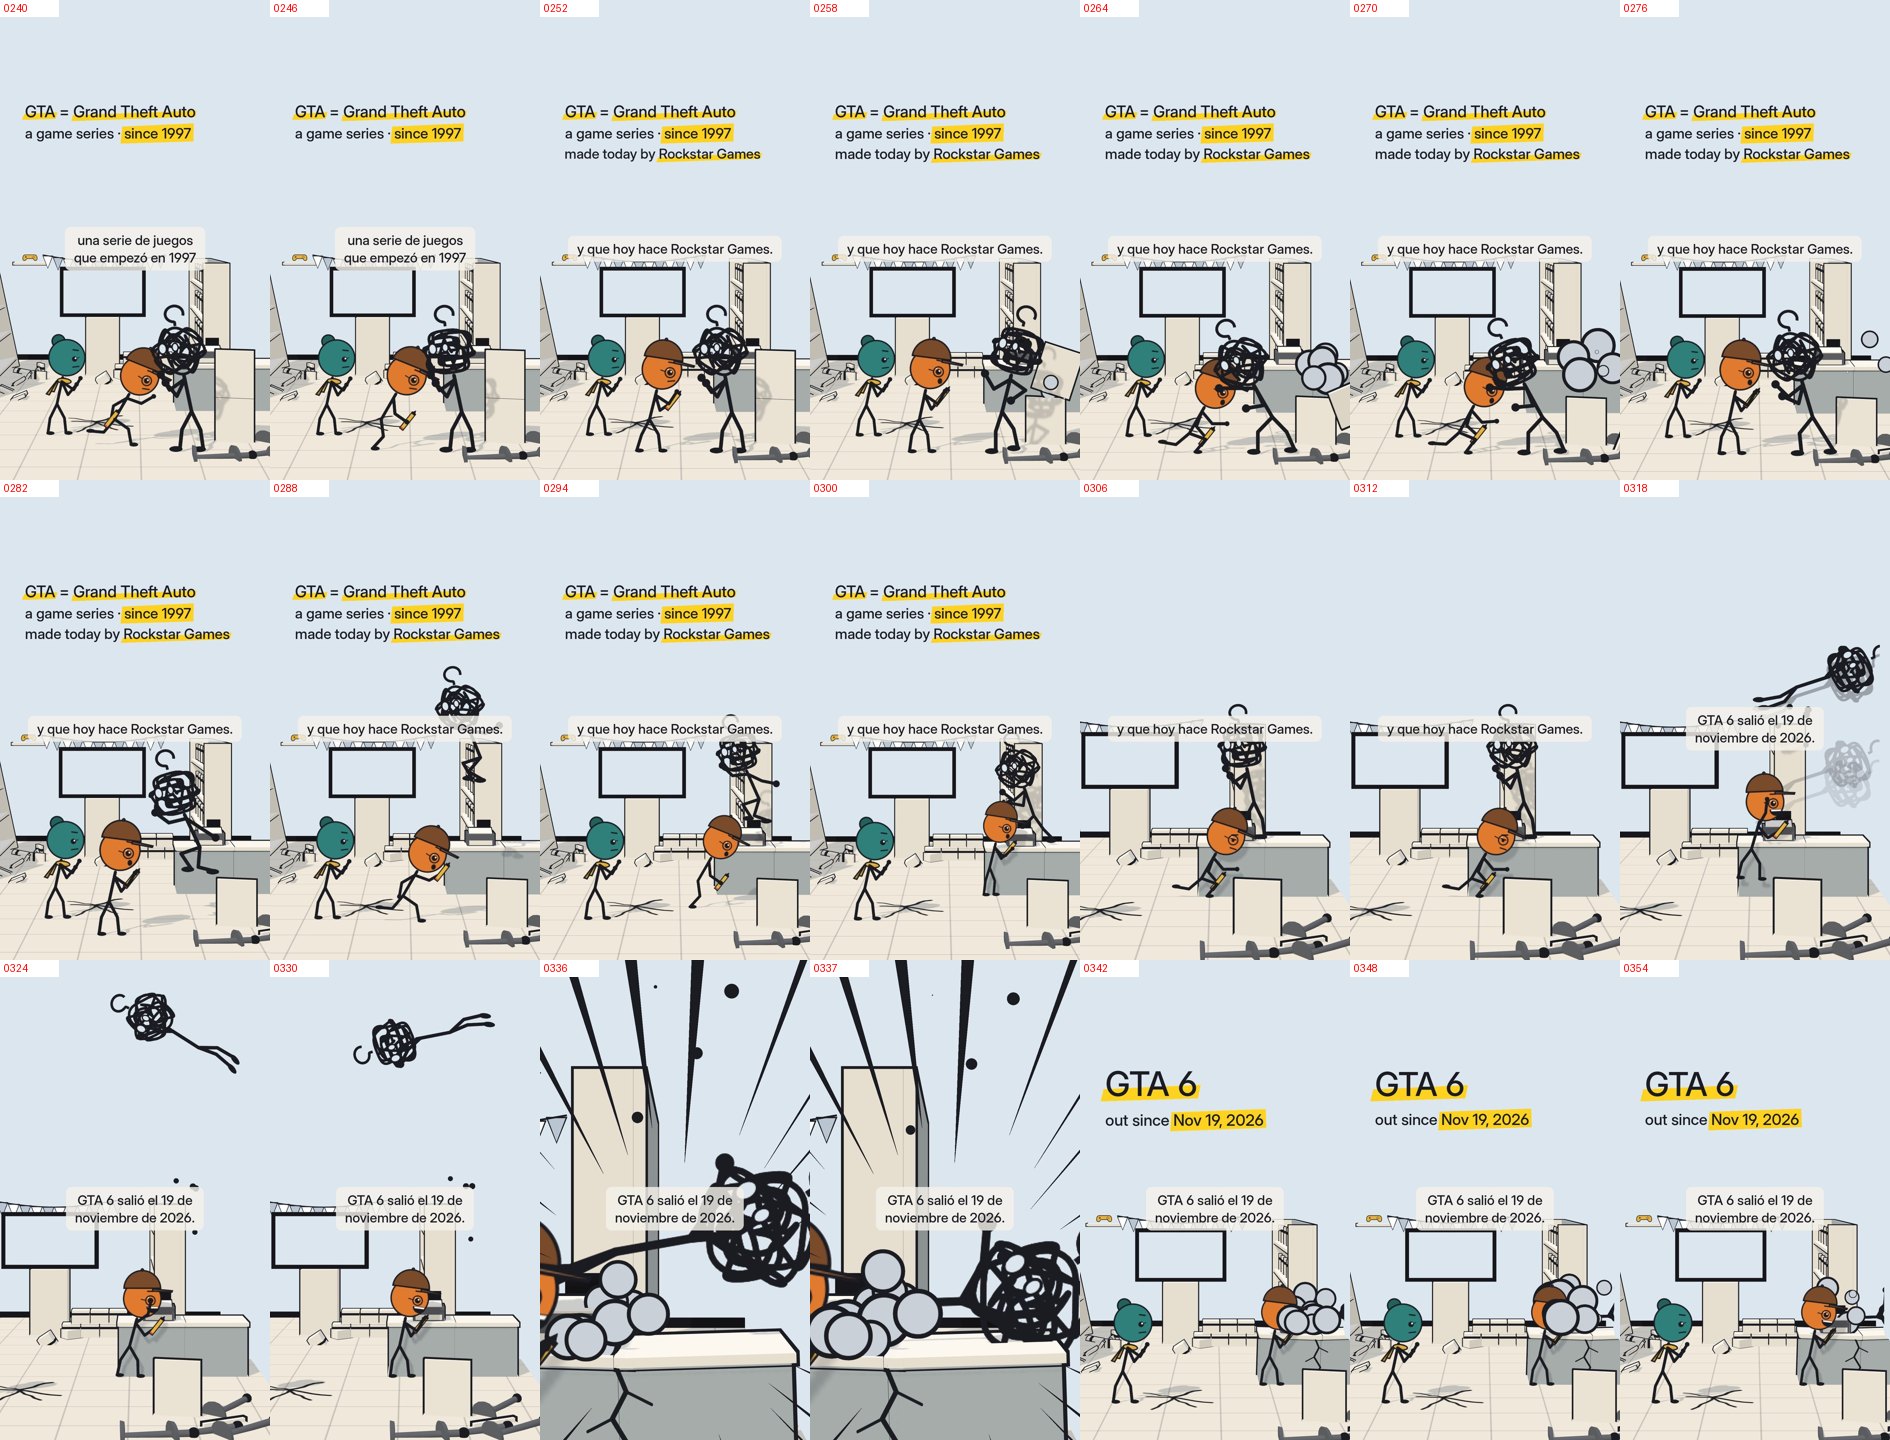 0240
GTA = Grand Theft Auto
a game series · since 1997
una serie de juegos
que empezó en 1997
0246
GTA = Grand Theft Auto
a game series · since 1997
una serie de juegos
que empezó en 1997
0252
GTA = Grand Theft Auto
a game series · since 1997
made today by Rockstar Games
y que hoy hace Rockstar Games.
0258
GTA = Grand Theft Auto
a game series · since 1997
made today by Rockstar Games
y que hoy hace Rockstar Games.
0264
GTA = Grand Theft Auto
a game series · since 1997
made today by Rockstar Games
y que hoy hace Rockstar Games.
0270
GTA = Grand Theft Auto
a game series · since 1997
made today by Rockstar Games
y que hoy hace Rockstar Games.
0276
GTA = Grand Theft Auto
a game series · since 1997
made today by Rockstar Games
y que hoy hace Rockstar Games.
0282
GTA = Grand Theft Auto
a game series · since 1997
made today by Rockstar Games
y que hoy hace Rockstar Games.
0288
GTA = Grand Theft Auto
a game series · since 1997
made today by Rockstar Games
y que hoy hace Rockstar Games.
0294
GTA = Grand Theft Auto
a game series · since 1997
made today by Rockstar Games
y que hoy hace Rockstar Games.
0300
GTA = Grand Theft Auto
a game series · since 1997
made today by Rockstar Games
y que hoy hace Rockstar Games.
0306
y que hoy hace Rockstar Games.
0312
y que hoy hace Rockstar Games.
0318
GTA 6 salió el 19 de
noviembre de 2026.
0324
GTA 6 salió el 19 de
noviembre de 2026.
0330
GTA 6 salió el 19 de
noviembre de 2026.
0336
GTA 6 salió el 19 de
noviembre de 2026.
0337
GTA 6 salió el 19 de
noviembre de 2026.
0342
GTA 6
out since Nov 19, 2026
GTA 6 salió el 19 de
noviembre de 2026.
0348
GTA 6
out since Nov 19, 2026
GTA 6 salió el 19 de
noviembre de 2026.
0354
GTA 6
out since Nov 19, 2026
GTA 6 salió el 19 de
noviembre de 2026.